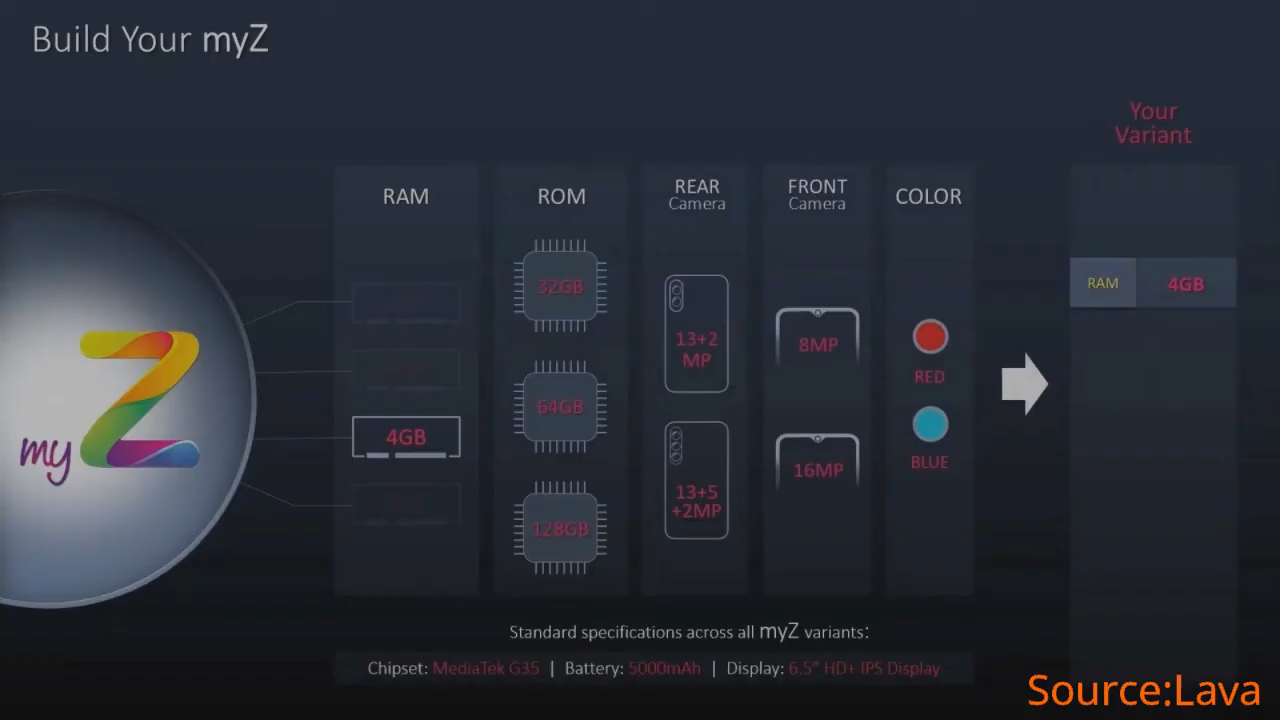 Build Your myZ
Your
Variant
RAM
ROM
REAR
Camera
FRONT
Camera
COLOR
32GB
RAM
4GB
13+2
MP
8MP
RED
my
64GB
4GB
BLUE
16MP
13+5
+2MP
128GB
Standard specifications across all myZ variants:
Chipset: MediaTek G35 | Battery: 5000mAh | Display: 6.5" HD+ IPS Display
Source:Lava